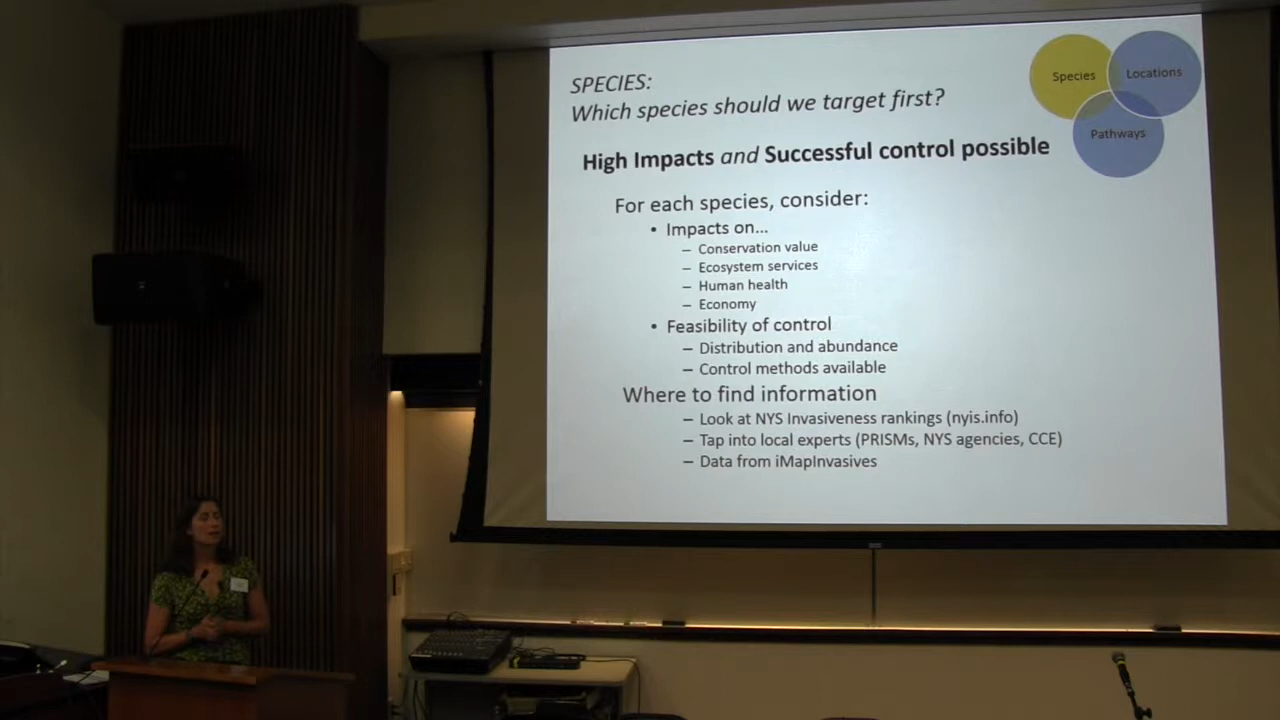 SPECIES:
Which species should we target first?
Species
Locations
Pathways
High Impacts and Successful control possible
For each species, consider:
• Impacts on...
– Conservation value
– Ecosystem services
– Human health
– Economy
• Feasibility of control
– Distribution and abundance
– Control methods available
Where to find information
– Look at NYS Invasiveness rankings (nyis.info)
– Tap into local experts (PRISMs, NYS agencies, CCE)
– Data from iMapInvasives